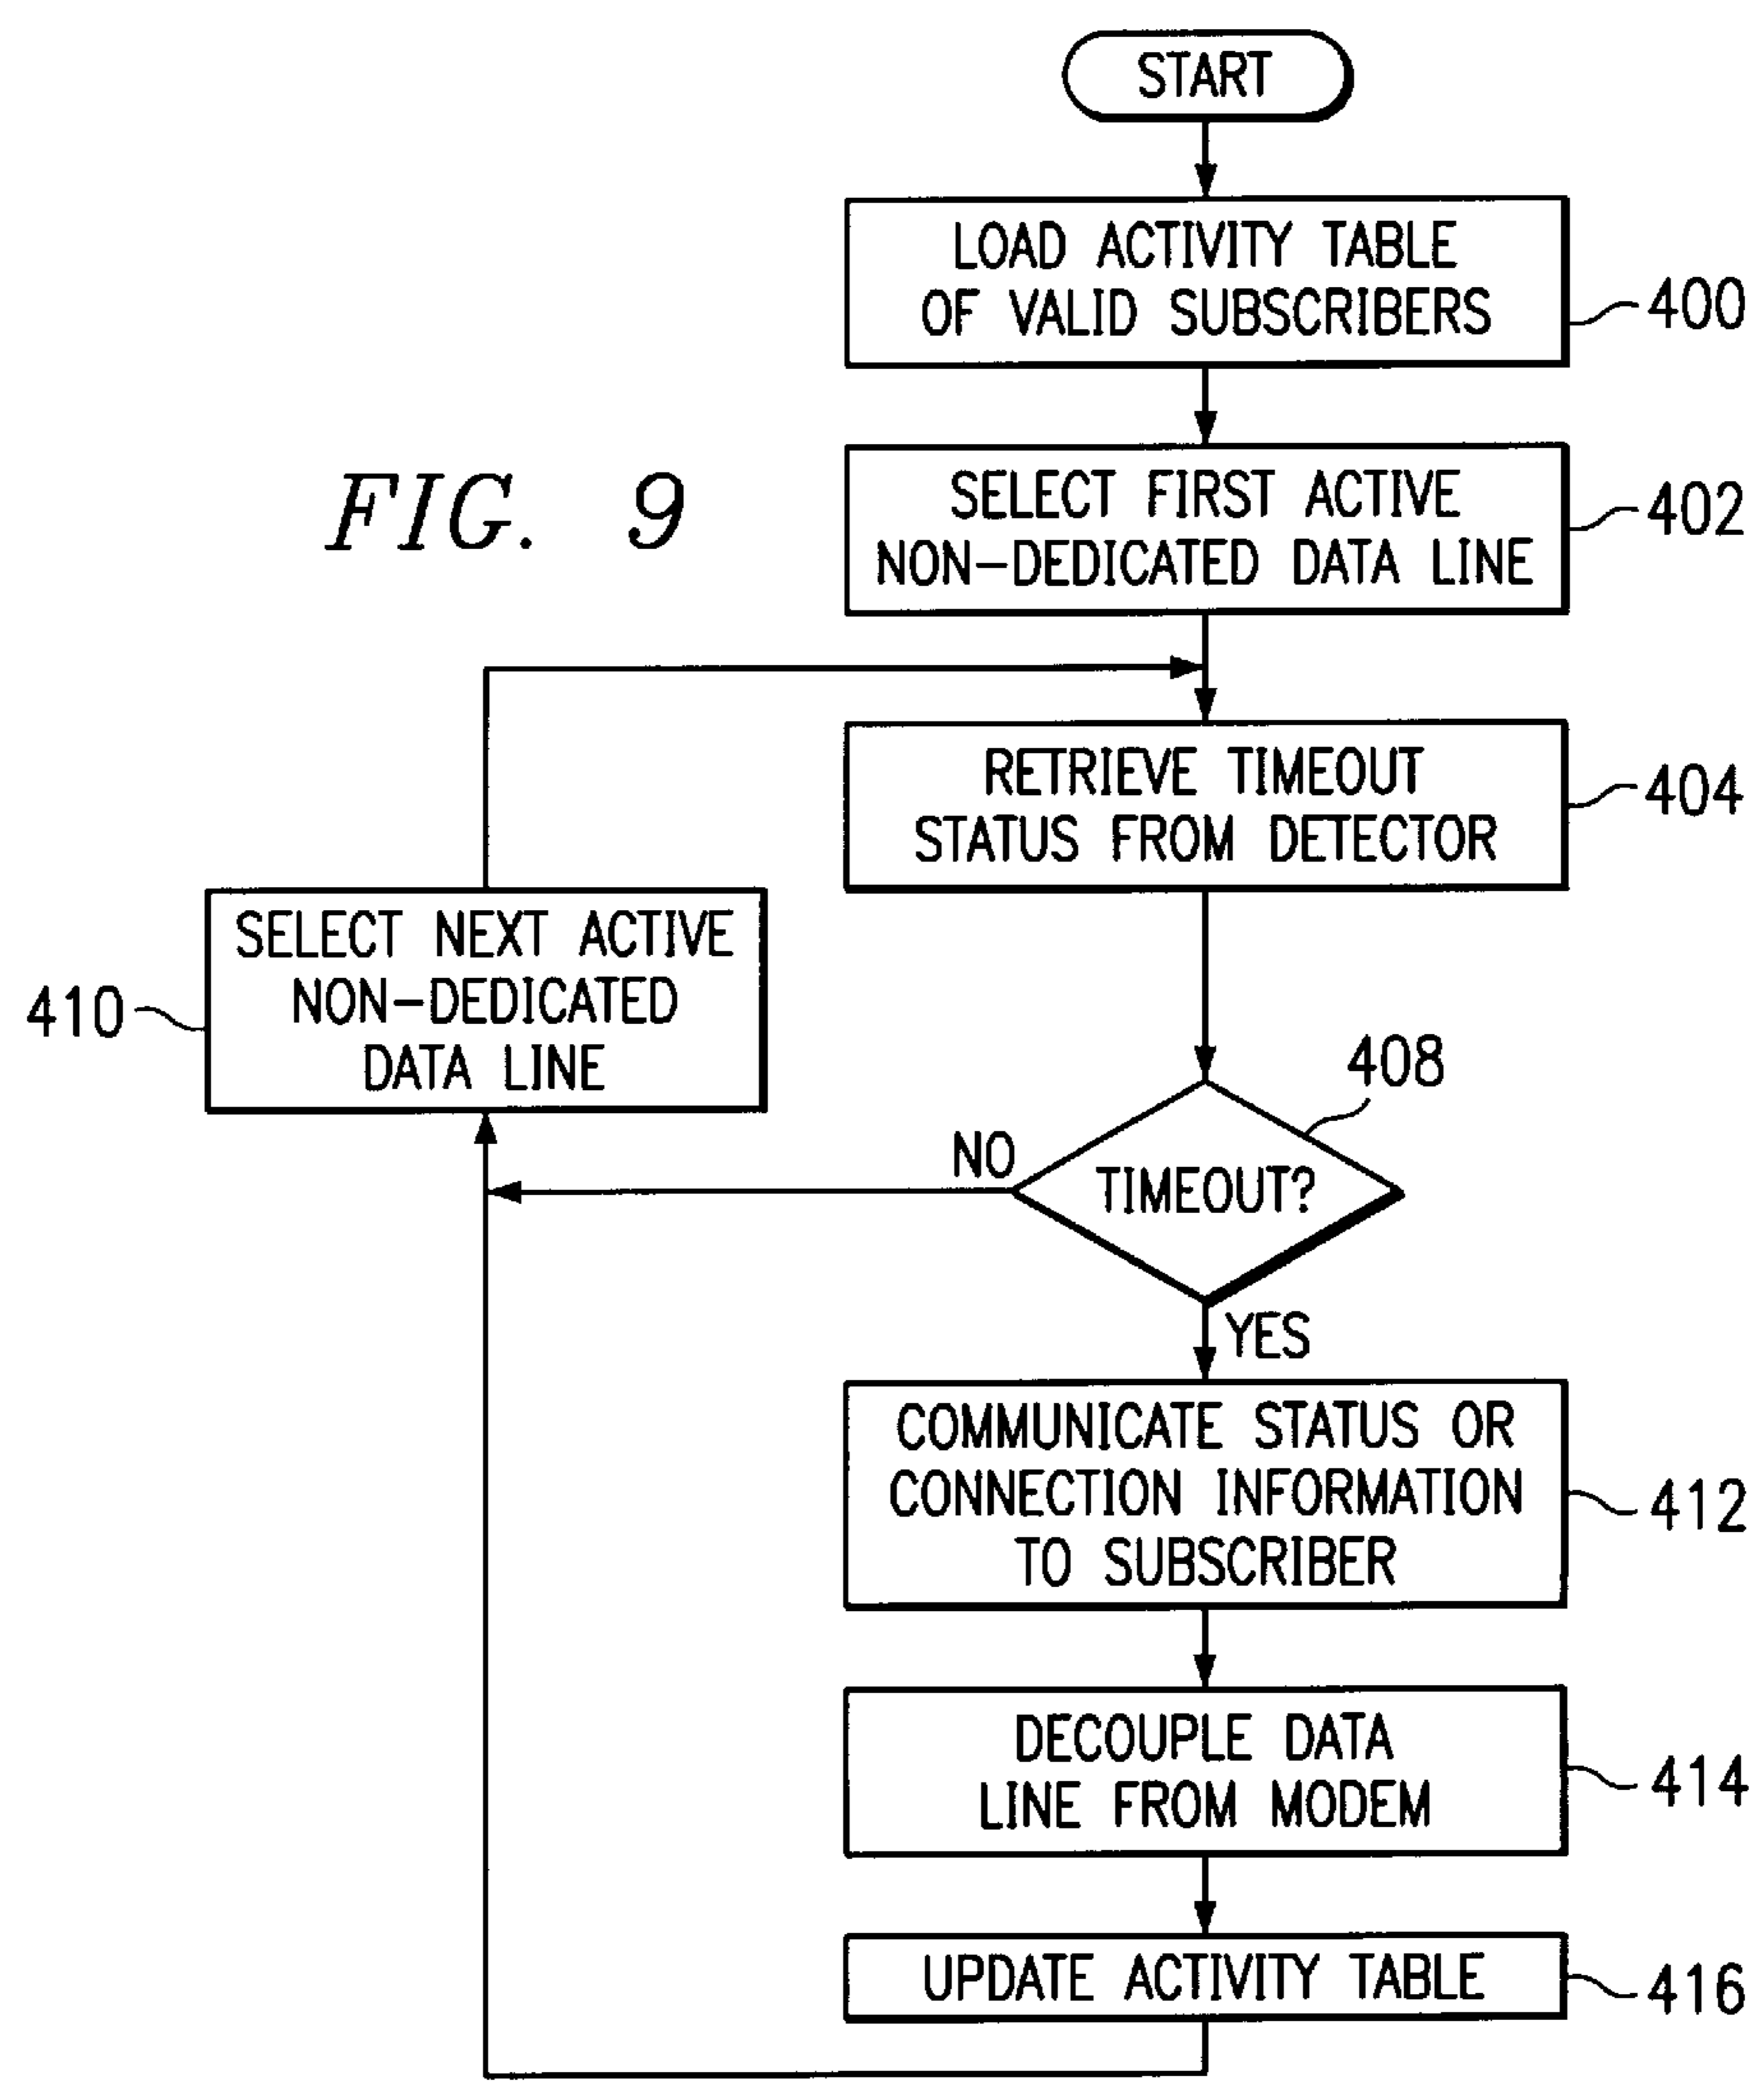 START
LOAD ACTIVITY TABLE
OF VALID SUBSCRIBERS
400
FIG. 9
SELECT FIRST ACTIVE
NON-DEDICATED DATA LINE
402
RETRIEVE TIMEOUT
STATUS FROM DETECTOR
404
SELECT NEXT ACTIVE
NON-DEDICATED
DATA LINE
410
408
NO
TIMEOUT?
YES
COMMUNICATE STATUS OR
CONNECTION INFORMATION
TO SUBSCRIBER
412
DECOUPLE DATA
LINE FROM MODEM
414
UPDATE ACTIVITY TABLE
416